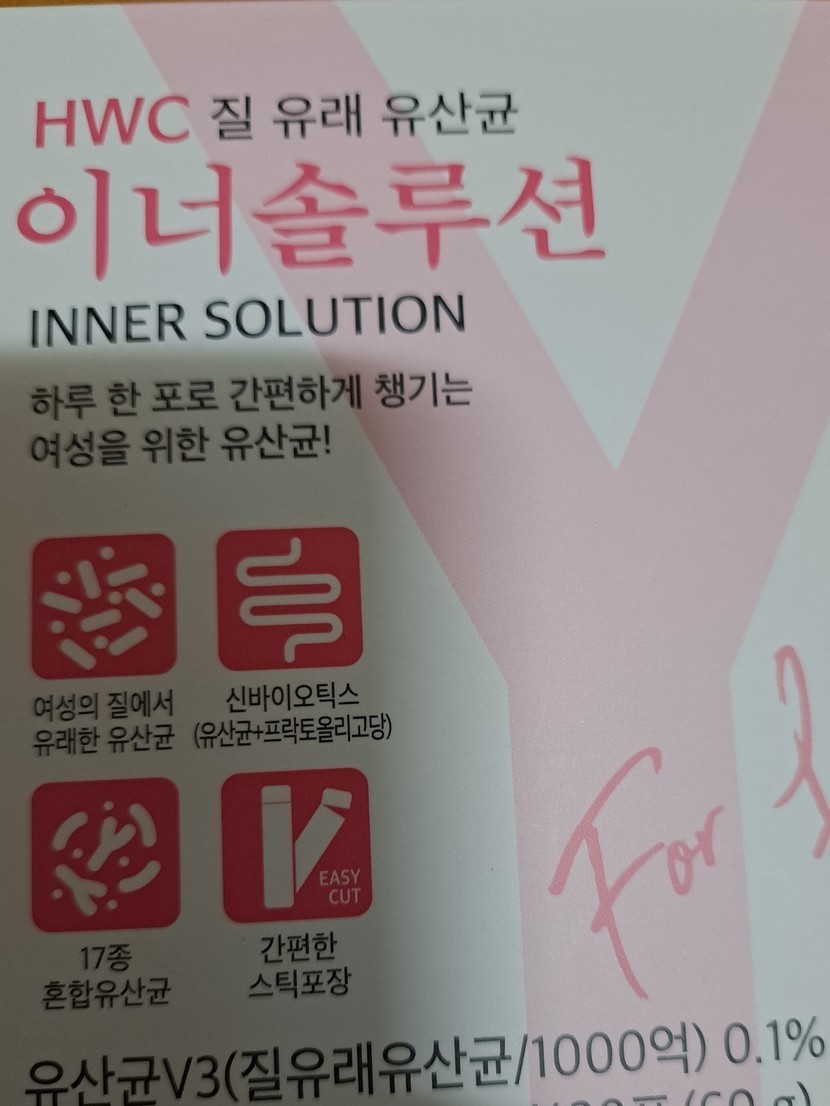 HWC 질 유래 유산균
이너솔루션
INNER SOLUTION
하루 한 포로 간편하게 챙기는
여성을 위한 유산균!
여성의 질에서
유래한 유산균
신바이오틱스
(유산균+프락토올리고당)
17종
혼합유산균
EASY
CUT
간편한
스틱포장
For
유산균V3(질유래유산균/1000억) 0.1%